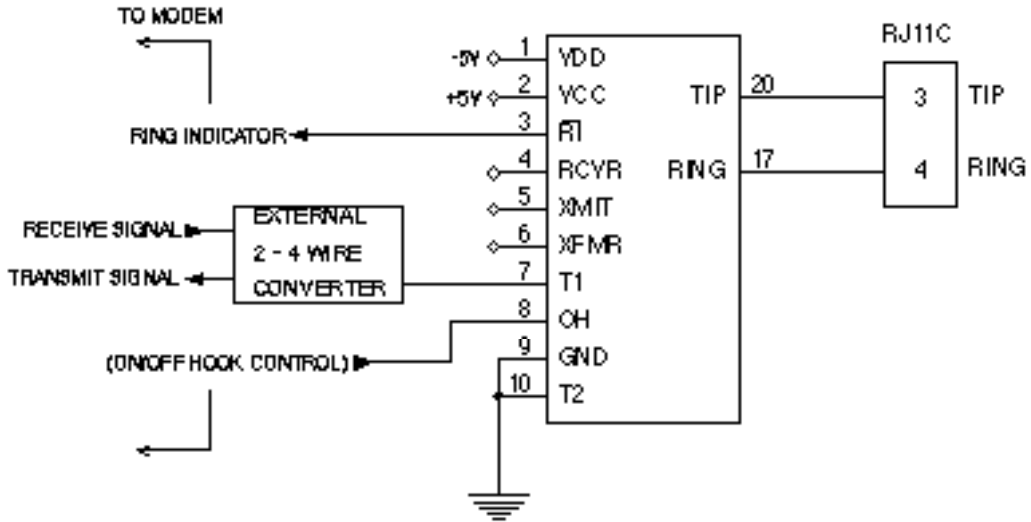 TO MODEM
RJ11C
-5V 1 VDD
+5V 2 VCC TIP 20 3 TIP
RING INDICATOR 3 RI
4 RCVR RING 17 4 RING
5 XMIT
RECEIVE SIGNAL EXTERNAL 6 XFMR
2 - 4 WIRE
TRANSMIT SIGNAL CONVERTER 7 T1
8 OH
(ON/OFF HOOK CONTROL) 9 GND
10 T2